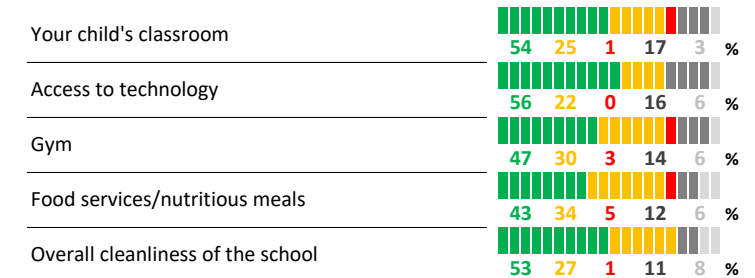 Your child's classroom
54 25 1 17 3 %
Access to technology
56 22 0 16 6 %
Gym
47 30 3 14 6 %
Food services/nutritious meals
43 34 5 12 6 %
Overall cleanliness of the school
53 27 1 11 8 %